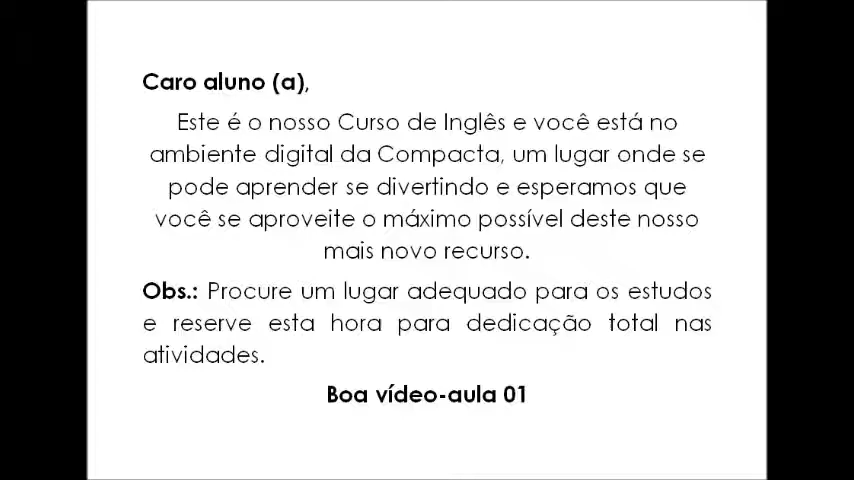 Caro aluno (a),
Este é o nosso Curso de Inglês e você está no
ambiente digital da Compacta, um lugar onde se
pode aprender se divertindo e esperamos que
você se aproveite o máximo possível deste nosso
mais novo recurso.
Obs.: Procure um lugar adequado para os estudos
e reserve esta hora para dedicação total nas
atividades.
Boa vídeo-aula 01